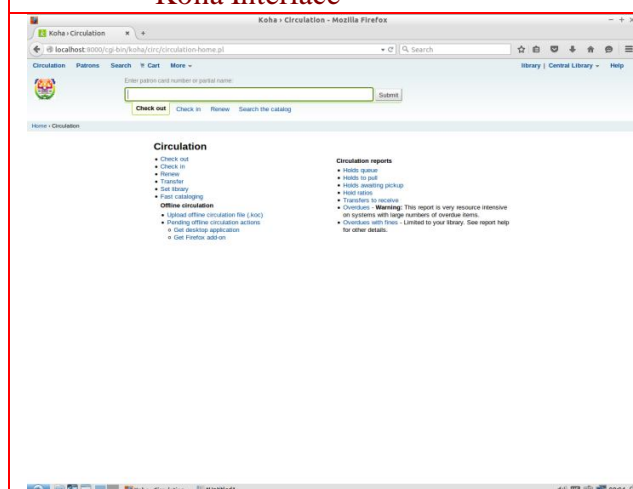 Koha Interface
Koha › Circulation - Mozilla Firefox
Koha › Circulation
localhost:8000/cgi-bin/koha/circ/circulation-home.pl
Search
Circulation Patrons Search Cart More
library | Central Library Help
Enter patron card number or partial name:
Submit
Check out Check in Renew Search the catalog
Home › Circulation
Circulation
Check out
Check in
Renew
Transfer
Set library
Fast cataloging
Offline circulation
Upload offline circulation file (.koc)
Pending offline circulation actions
Get desktop application
Get Firefox add-on
Circulation reports
Holds queue
Holds to pull
Holds awaiting pickup
Hold ratios
Transfers to receive
Overdues - Warning: This report is very resource intensive
on systems with large numbers of overdue items.
Overdues with fines - Limited to your library. See report help
for other details.